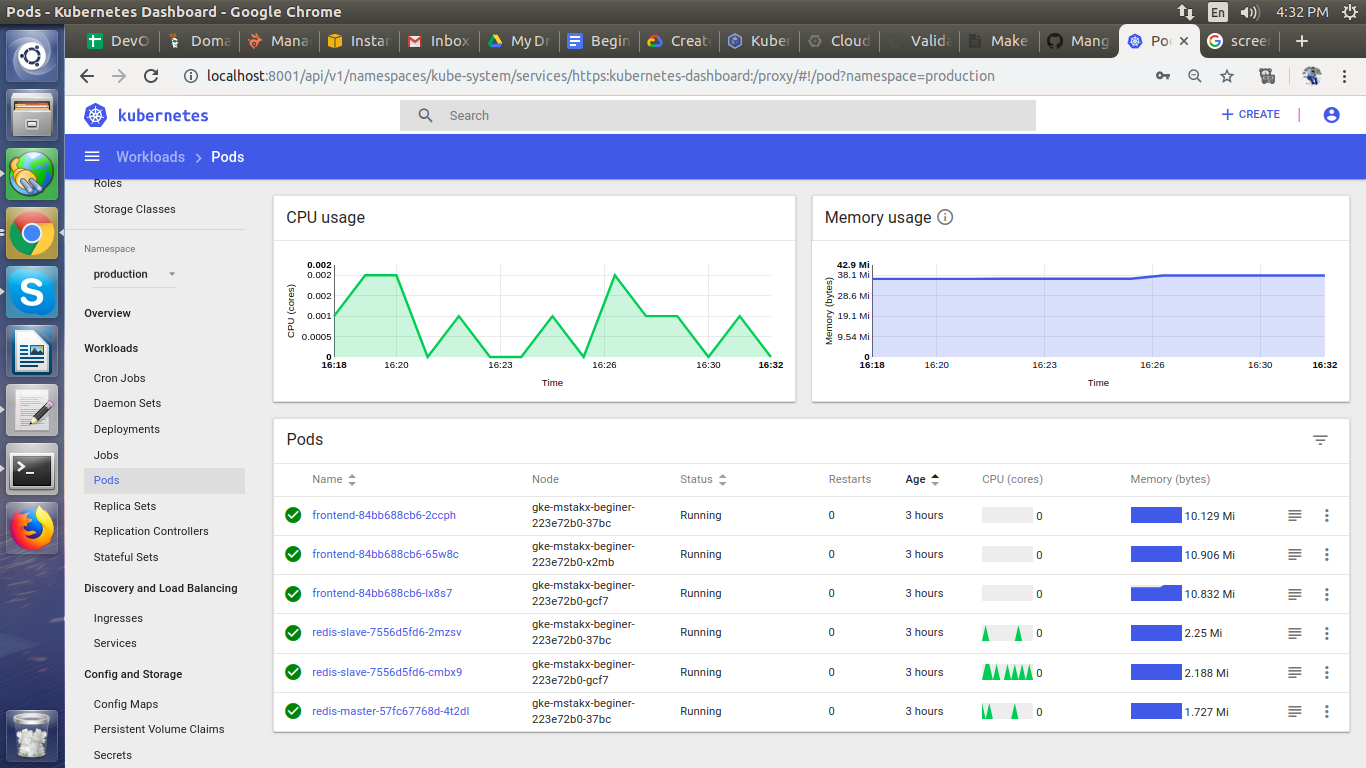 Pods - Kubernetes Dashboard - Google Chrome
En
4:32 PM
DevO
Doma
Mana
Instar
Inbox
My Dr
Begin
Creat
Kuber
Cloud
Valida
Make
Mang
Po
screer
localhost:8001/api/v1/namespaces/kube-system/services/https:kubernetes-dashboard:/proxy/#!/pod?namespace=production
kubernetes
Search
+ CREATE
Workloads > Pods
Roles
Storage Classes
Namespace
production
Overview
Workloads
Cron Jobs
Daemon Sets
Deployments
Jobs
Pods
Replica Sets
Replication Controllers
Stateful Sets
Discovery and Load Balancing
Ingresses
Services
Config and Storage
Config Maps
Persistent Volume Claims
Secrets
CPU usage
CPU (cores)
0.002
0.002
0.002
0.001
0.0005
0
16:18 16:20 16:23 16:26 16:30 16:32
Time
Memory usage
Memory (bytes)
42.9 Mi
38.1 Mi
28.6 Mi
19.1 Mi
9.54 Mi
0
16:18 16:20 16:23 16:26 16:30 16:32
Time
Pods
Name Node Status Restarts Age CPU (cores) Memory (bytes)
frontend-84bb688cb6-2ccph gke-mstakx-beginer-223e72b0-37bc Running 0 3 hours 0 10.129 Mi
frontend-84bb688cb6-65w8c gke-mstakx-beginer-223e72b0-x2mb Running 0 3 hours 0 10.906 Mi
frontend-84bb688cb6-lx8s7 gke-mstakx-beginer-223e72b0-gcf7 Running 0 3 hours 0 10.832 Mi
redis-slave-7556d5fd6-2mzsv gke-mstakx-beginer-223e72b0-37bc Running 0 3 hours 0 2.25 Mi
redis-slave-7556d5fd6-cmbx9 gke-mstakx-beginer-223e72b0-gcf7 Running 0 3 hours 0 2.188 Mi
redis-master-57fc67768d-4t2dl gke-mstakx-beginer-223e72b0-37bc Running 0 3 hours 0 1.727 Mi